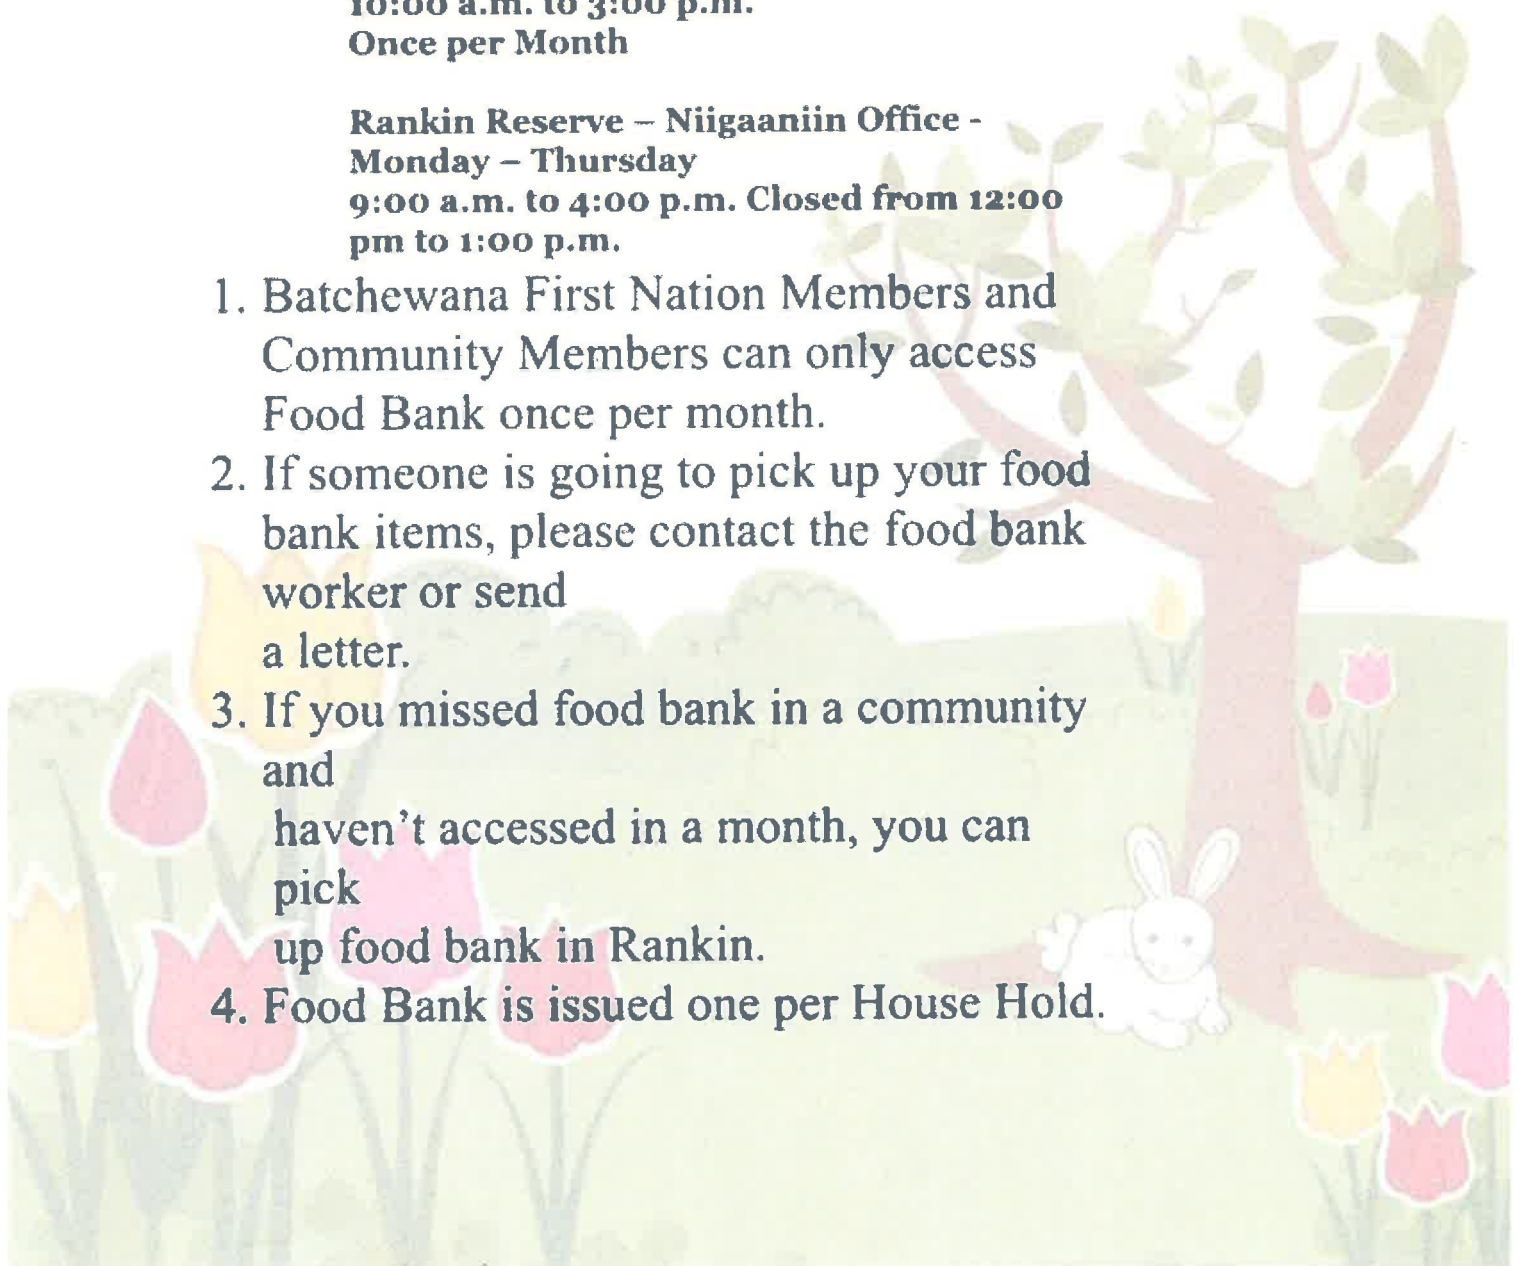 10:00 a.m. to 3:00 p.m.
Once per Month
Rankin Reserve – Niigaaniin Office -
Monday – Thursday
9:00 a.m. to 4:00 p.m. Closed from 12:00
pm to 1:00 p.m.
1. Batchewana First Nation Members and
Community Members can only access
Food Bank once per month.
2. If someone is going to pick up your food
bank items, please contact the food bank
worker or send
a letter.
3. If you missed food bank in a community
and
haven't accessed in a month, you can
pick
up food bank in Rankin.
4. Food Bank is issued one per House Hold.